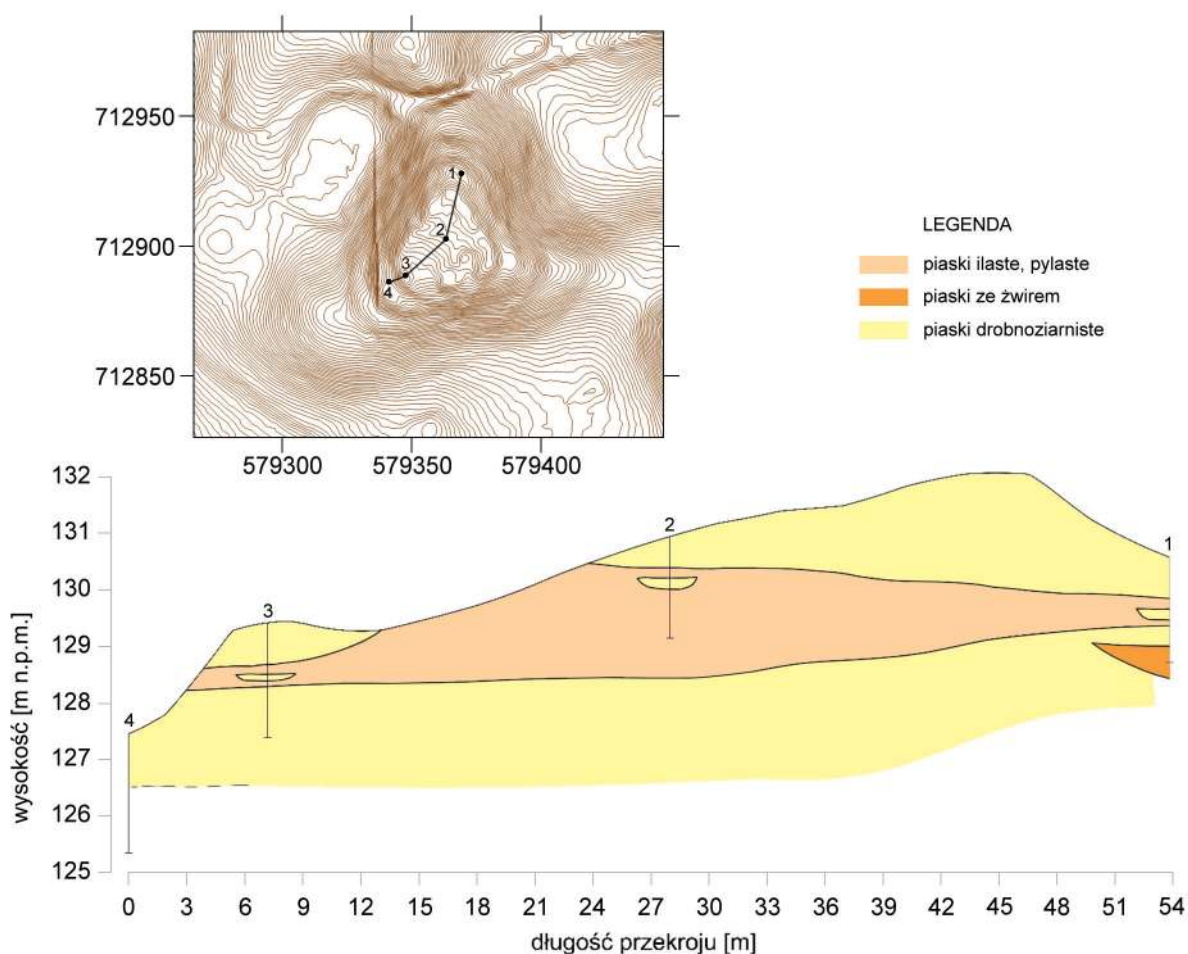 712950
712900
712850
1
2
3
4
579300 579350 579400
LEGENDA
piaski ilaste, pylaste
piaski ze żwirem
piaski drobnoziarniste
wysokość [m n.p.m.]
132
131
130
129
128
127
126
125
4
3
2
1
0 3 6 9 12 15 18 21 24 27 30 33 36 39 42 45 48 51 54
długość przekroju [m]